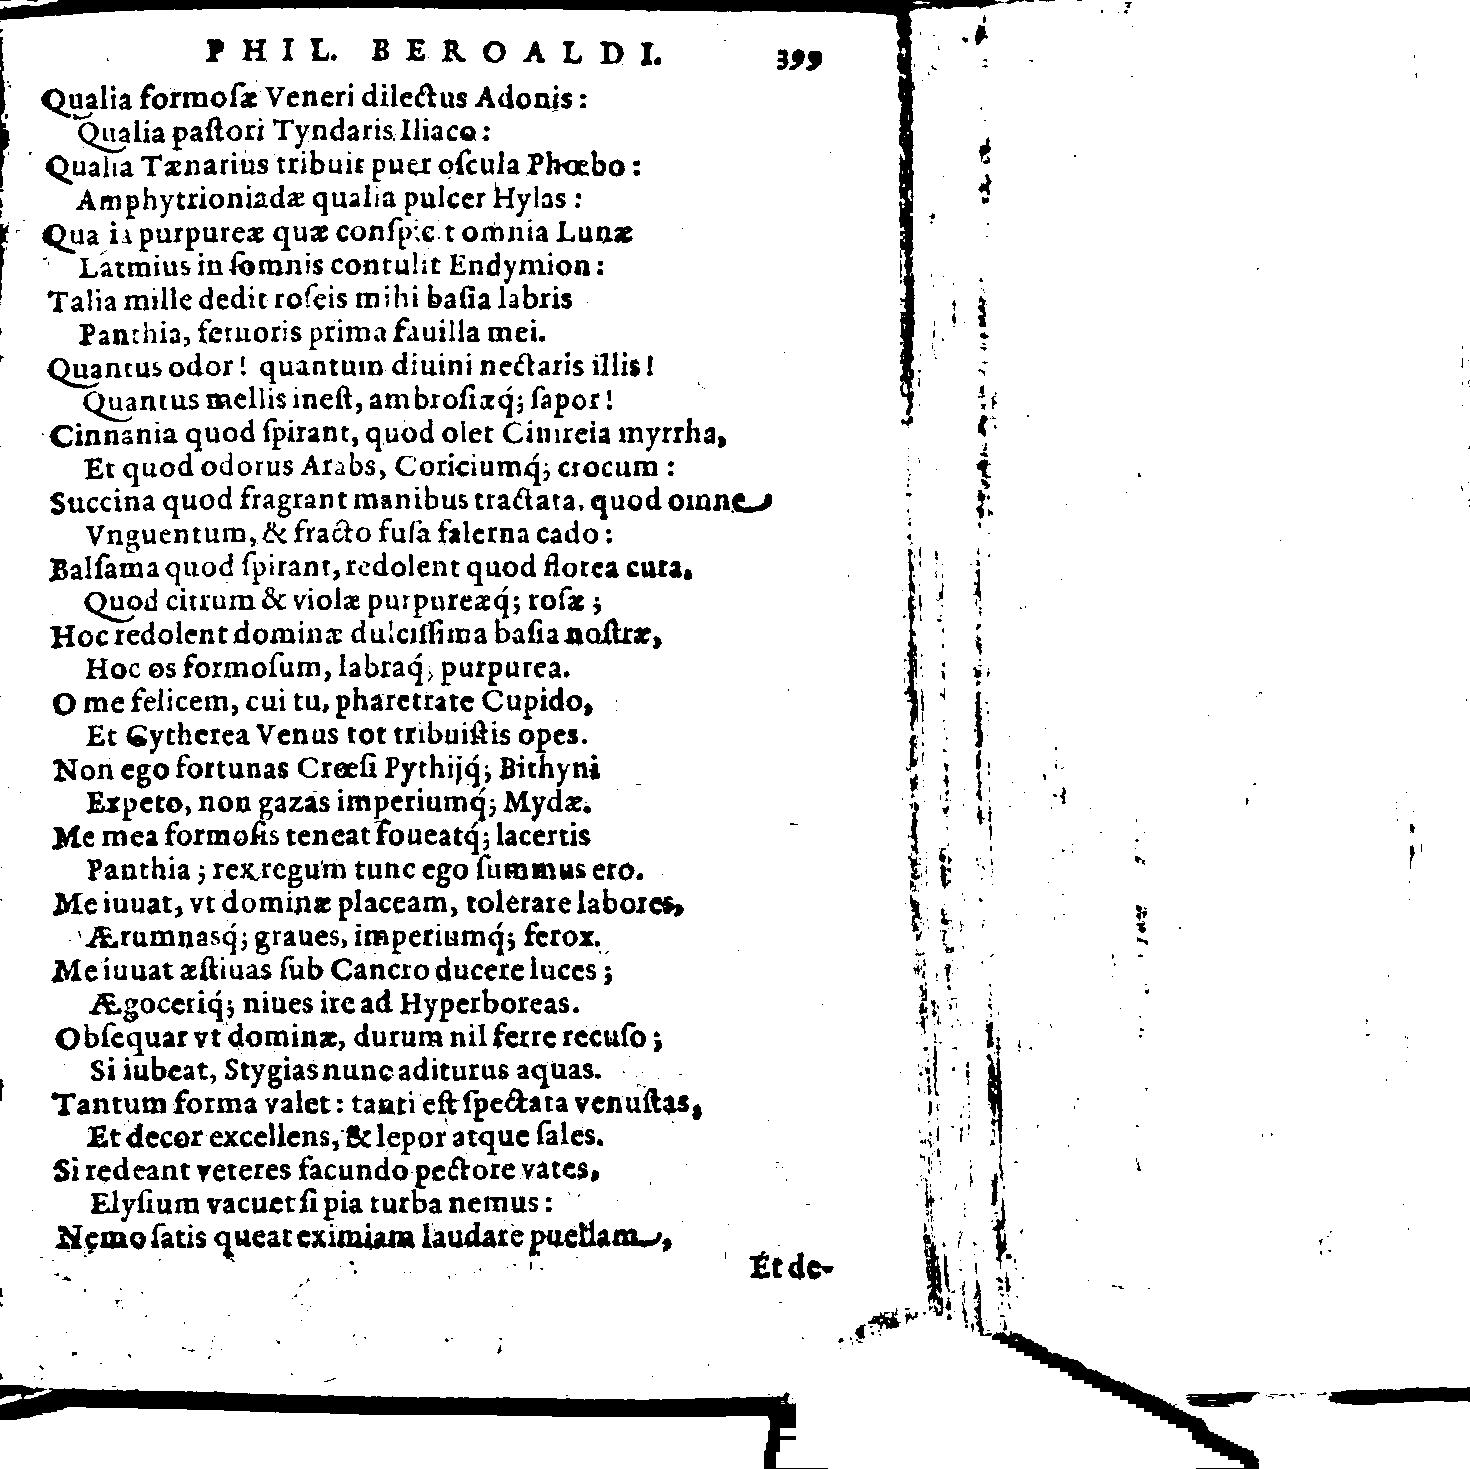 PHIL. BEROALDI. 399
Qualia formoſæ Veneri dilectus Adonis:
Qualia paſtori Tyndaris Iliaco:
Qualia Tænarius tribuit puer oſcula Phœbo:
Amphytrioniadæ qualia pulcer Hylas:
Qualia purpureæ quæ conſpicit omnia Lunæ
Latmius in ſomnis contulit Endymion:
Talia mille dedit roſeis mihi baſia labris
Panthia, feruoris prima fauilla mei.
Quantus odor! quantum diuini nectaris illis!
Quantus mellis ineſt, ambroſiæq́; ſapor!
Cinnania quod ſpirant, quod olet Cinireia myrrha,
Et quod odorus Arabs, Coriciumq́; crocum:
Succina quod fragrant manibus tractata, quod omne
Vnguentum, & fracto fuſa falerna cado:
Balſama quod ſpirant, redolent quod florea cura,
Quod citrum & violæ purpureæq́; roſæ;
Hoc redolent dominæ dulciſſima baſia noſtræ,
Hoc os formoſum, labraq́; purpurea.
O me felicem, cui tu, pharetrate Cupido,
Et Cytherea Venus tot tribuiſtis opes.
Non ego fortunas Crœſi Pythijq́; Bithyni
Expeto, non gazas imperiumq́; Mydæ.
Me mea formoſis teneat foueatq́; lacertis
Panthia; rex regum tunc ego ſummus ero.
Me iuuat, vt dominæ placeam, tolerare labores,
Ærumnasq́; graues, imperiumq́; ferox.
Me iuuat æſtiuas ſub Cancro ducere luces;
Ægoceriq́; niues ire ad Hyperboreas.
Obſequar vt dominæ, durum nil ferre recuſo;
Si iubeat, Stygias nunc aditurus aquas.
Tantum forma valet: tanti eſt ſpectata venuſtas,
Et decor excellens, & lepor atque ſales.
Si redeant veteres facundo pectore vates,
Elyſium vacuet ſi pia turba nemus:
Nemo ſatis queat eximiam laudare puellam,
Et de-